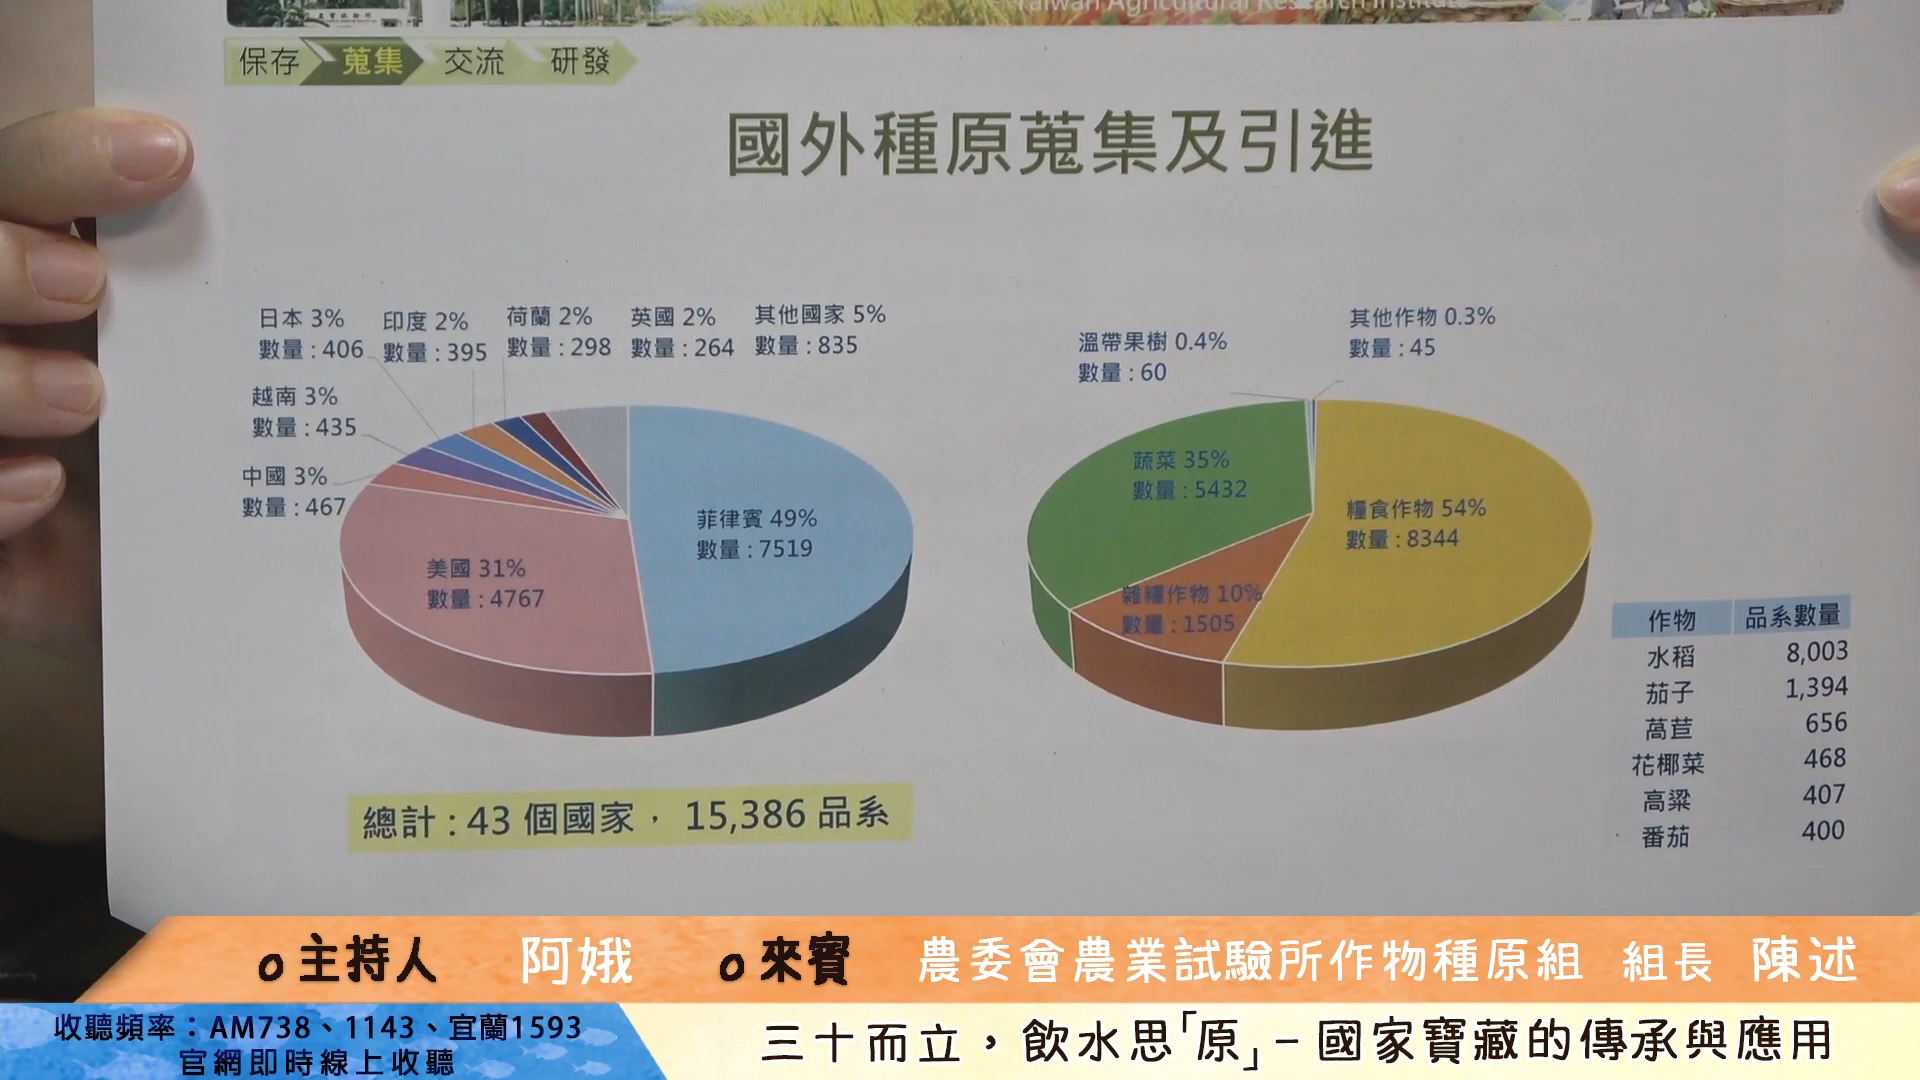 Taiwan Agricultural Research Institute
保存 蒐集 交流 研發
國外種原蒐集及引進
日本 3%
數量 : 406
印度 2%
數量 : 395
荷蘭 2%
數量 : 298
英國 2%
數量 : 264
其他國家 5%
數量 : 835
越南 3%
數量 : 435
中國 3%
數量 : 467
美國 31%
數量 : 4767
菲律賓 49%
數量 : 7519
總計 : 43 個國家， 15,386 品系
溫帶果樹 0.4%
數量 : 60
其他作物 0.3%
數量 : 45
蔬菜 35%
數量 : 5432
糧食作物 54%
數量 : 8344
雜糧作物 10%
數量 : 1505
作物 品系數量
水稻 8,003
茄子 1,394
萵苣 656
花椰菜 468
高粱 407
番茄 400
主持人 阿娥 來賓 農委會農業試驗所作物種原組 組長 陳述
收聽頻率：AM738、1143、宜蘭1593
官網即時線上收聽
三十而立，飲水思「原」－國家寶藏的傳承與應用